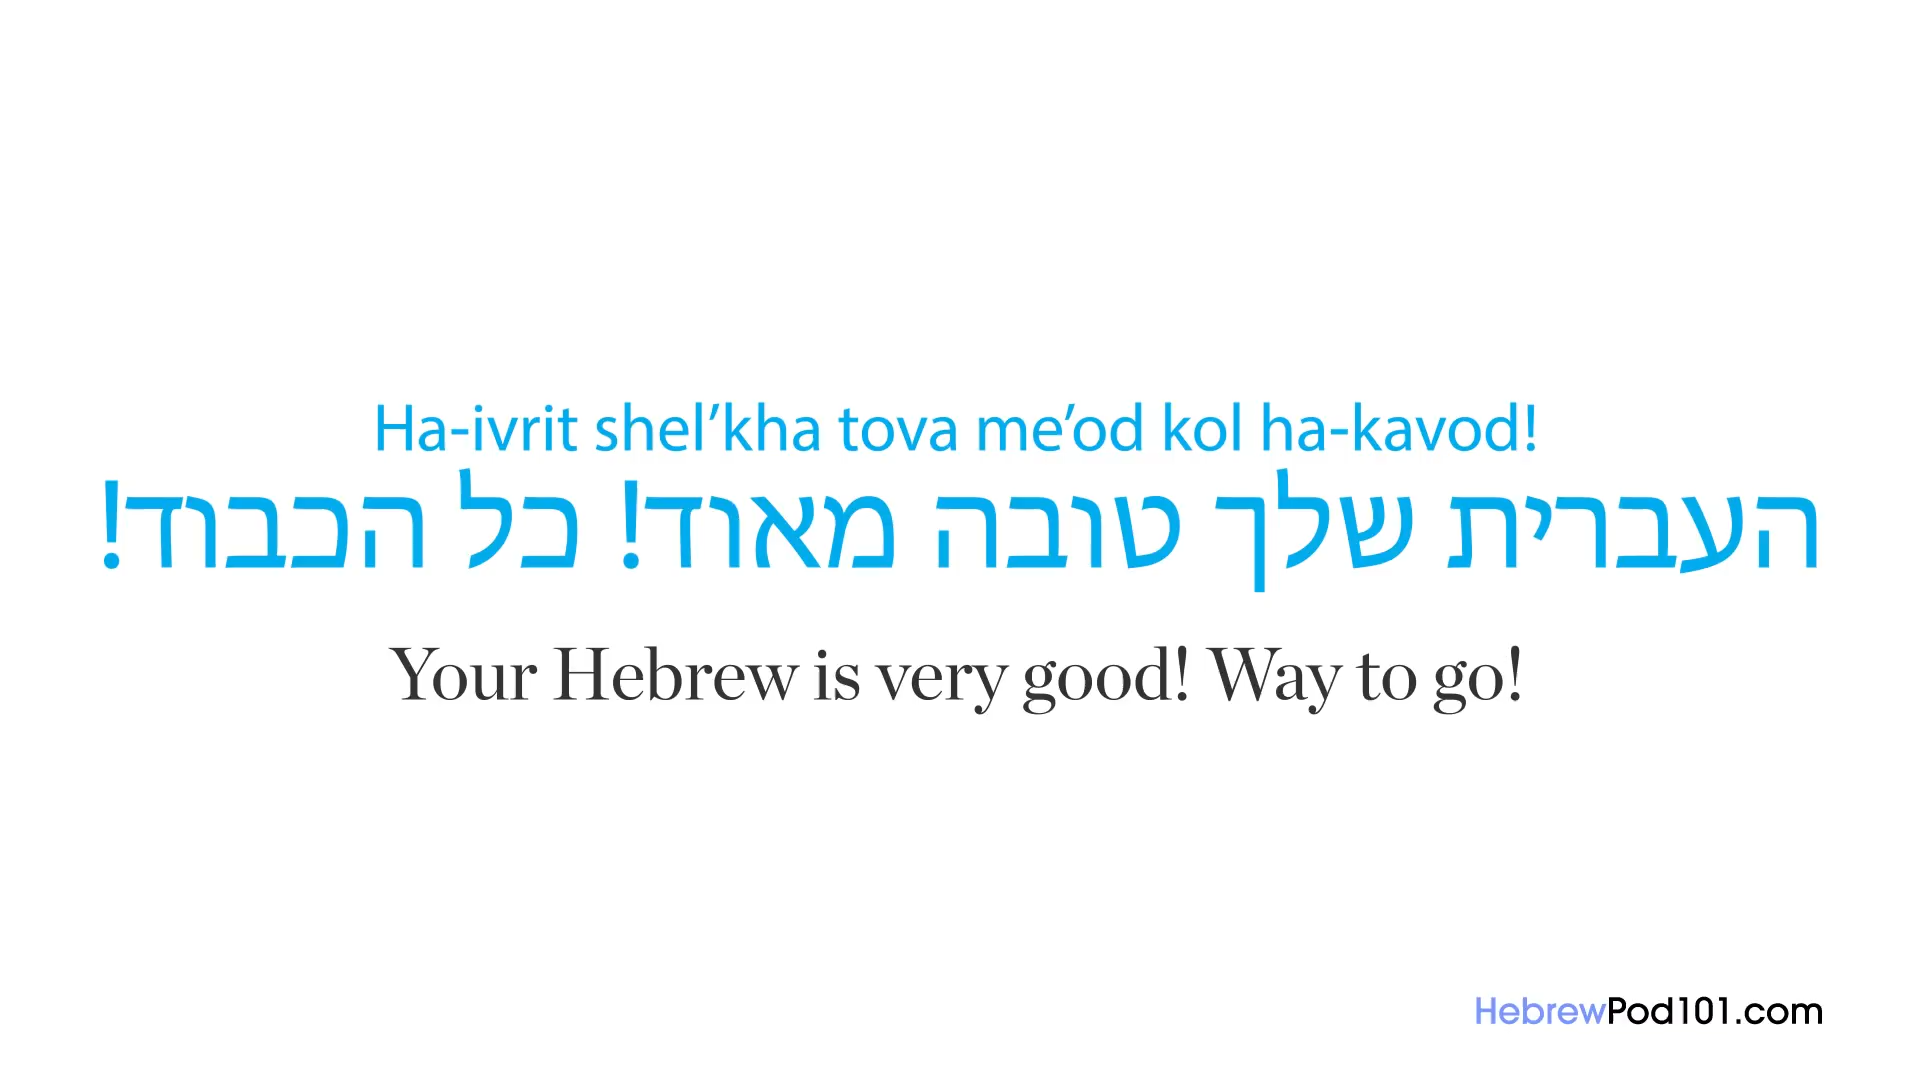 Ha-ivrit shel’kha tova me’od kol ha-kavod!
העברית שלך טובה מאוד! כל הכבוד!
Your Hebrew is very good! Way to go!
HebrewPod101.com